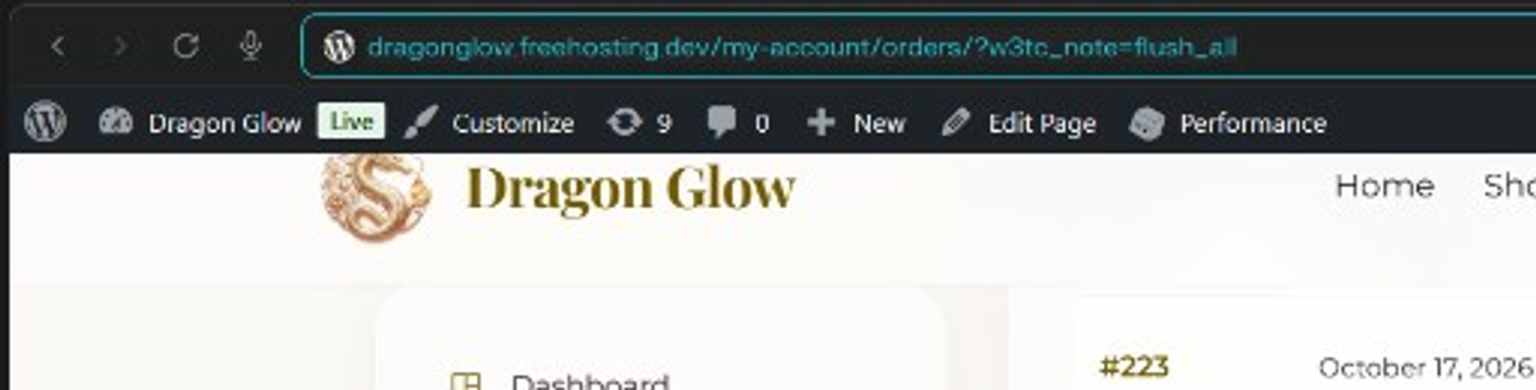 dragonglow.freehosting.dev/my-account/orders/?w3tc_note=flush_all
Dragon Glow Live Customize 9 0 New Edit Page Performance
Dragon Glow Home
Dashboard
#223 October 17, 2026